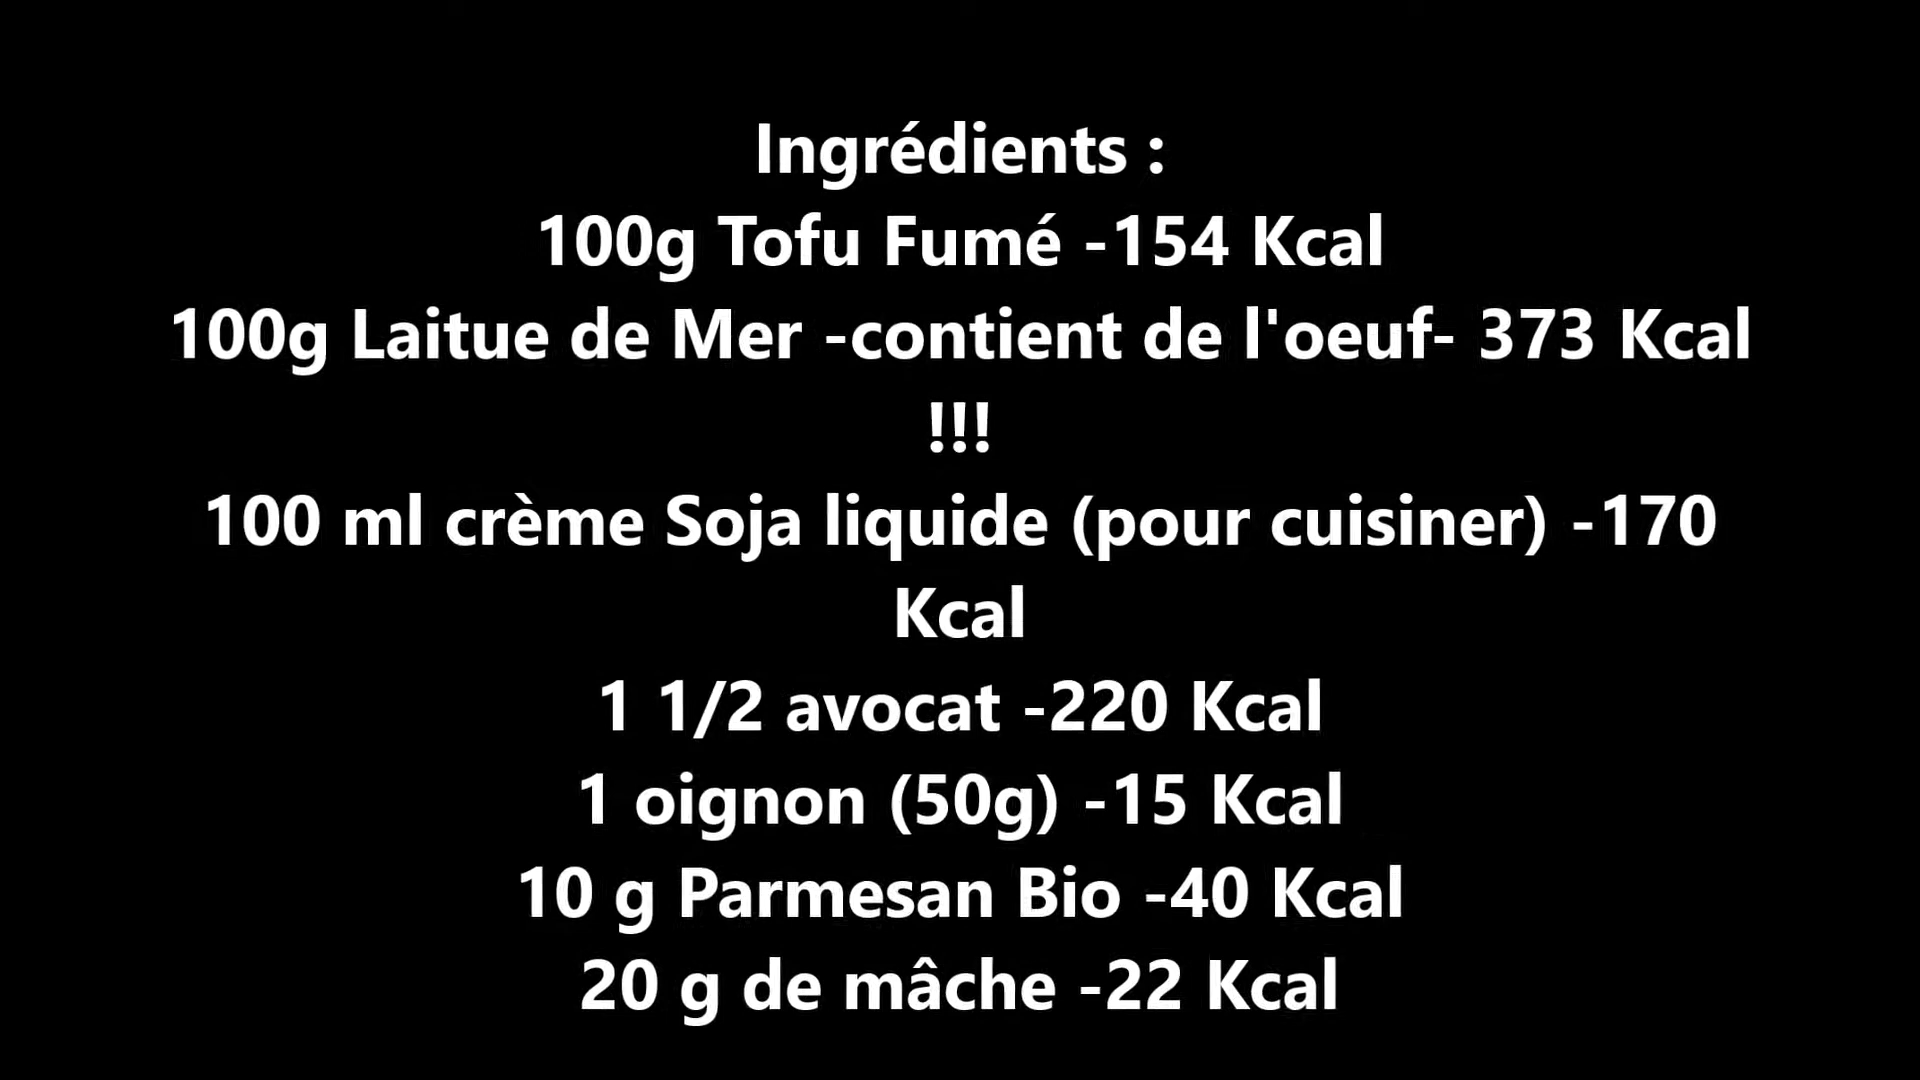 Ingrédients :
100g Tofu Fumé -154 Kcal
100g Laitue de Mer -contient de l'oeuf- 373 Kcal
!!!
100 ml crème Soja liquide (pour cuisiner) -170
Kcal
1 1/2 avocat -220 Kcal
1 oignon (50g) -15 Kcal
10 g Parmesan Bio -40 Kcal
20 g de mâche -22 Kcal